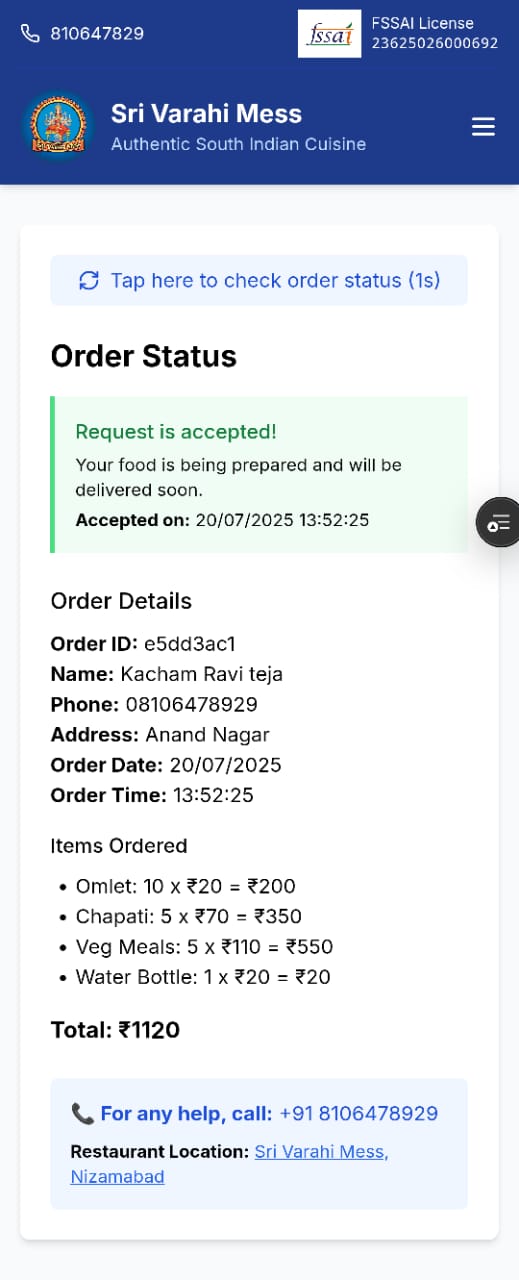 810647829
fssai
FSSAI License
23625026000692
Sri Varahi Mess
Authentic South Indian Cuisine
Tap here to check order status (1s)
Order Status
Request is accepted!
Your food is being prepared and will be
delivered soon.
Accepted on: 20/07/2025 13:52:25
Order Details
Order ID: e5dd3ac1
Name: Kacham Ravi teja
Phone: 08106478929
Address: Anand Nagar
Order Date: 20/07/2025
Order Time: 13:52:25
Items Ordered
• Omlet: 10 x ₹20 = ₹200
• Chapati: 5 x ₹70 = ₹350
• Veg Meals: 5 x ₹110 = ₹550
• Water Bottle: 1 x ₹20 = ₹20
Total: ₹1120
📞 For any help, call: +91 8106478929
Restaurant Location: Sri Varahi Mess,
Nizamabad